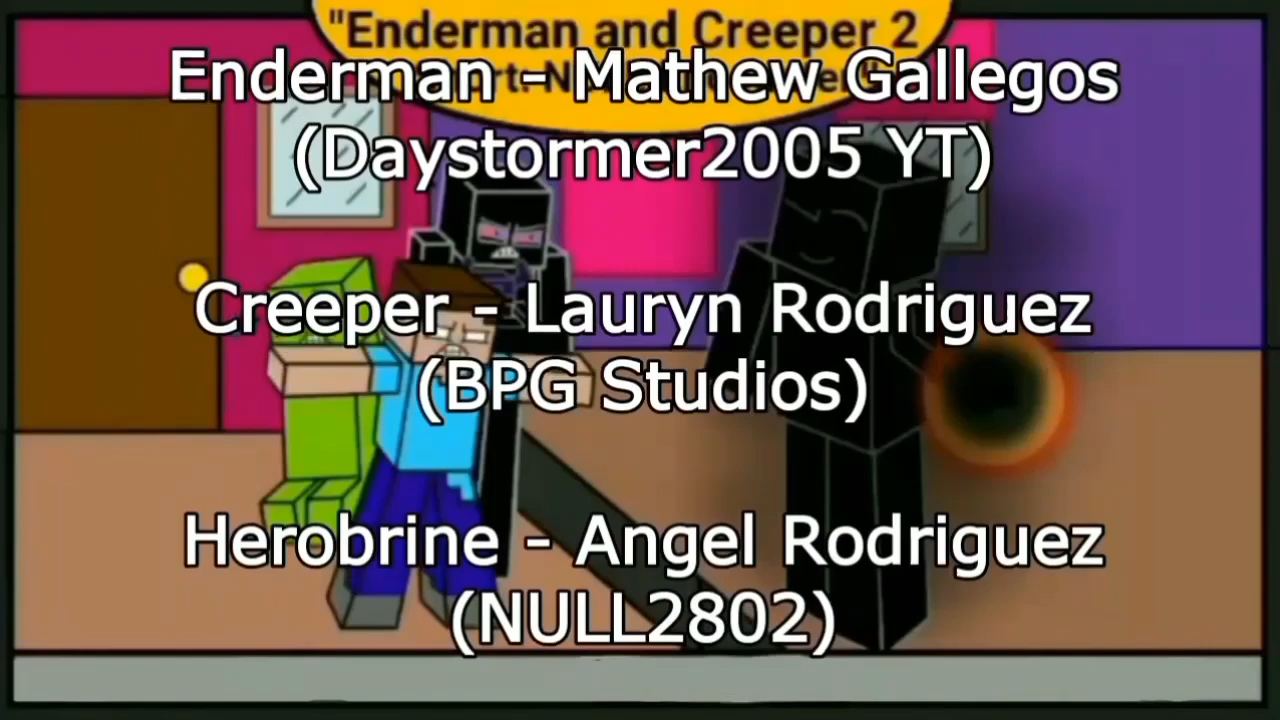 "Enderman and Creeper 2
Enderman - Mathew Gallegos
(Daystormer2005 YT)
Creeper - Lauryn Rodriguez
(BPG Studios)
Herobrine - Angel Rodriguez
(NULL2802)